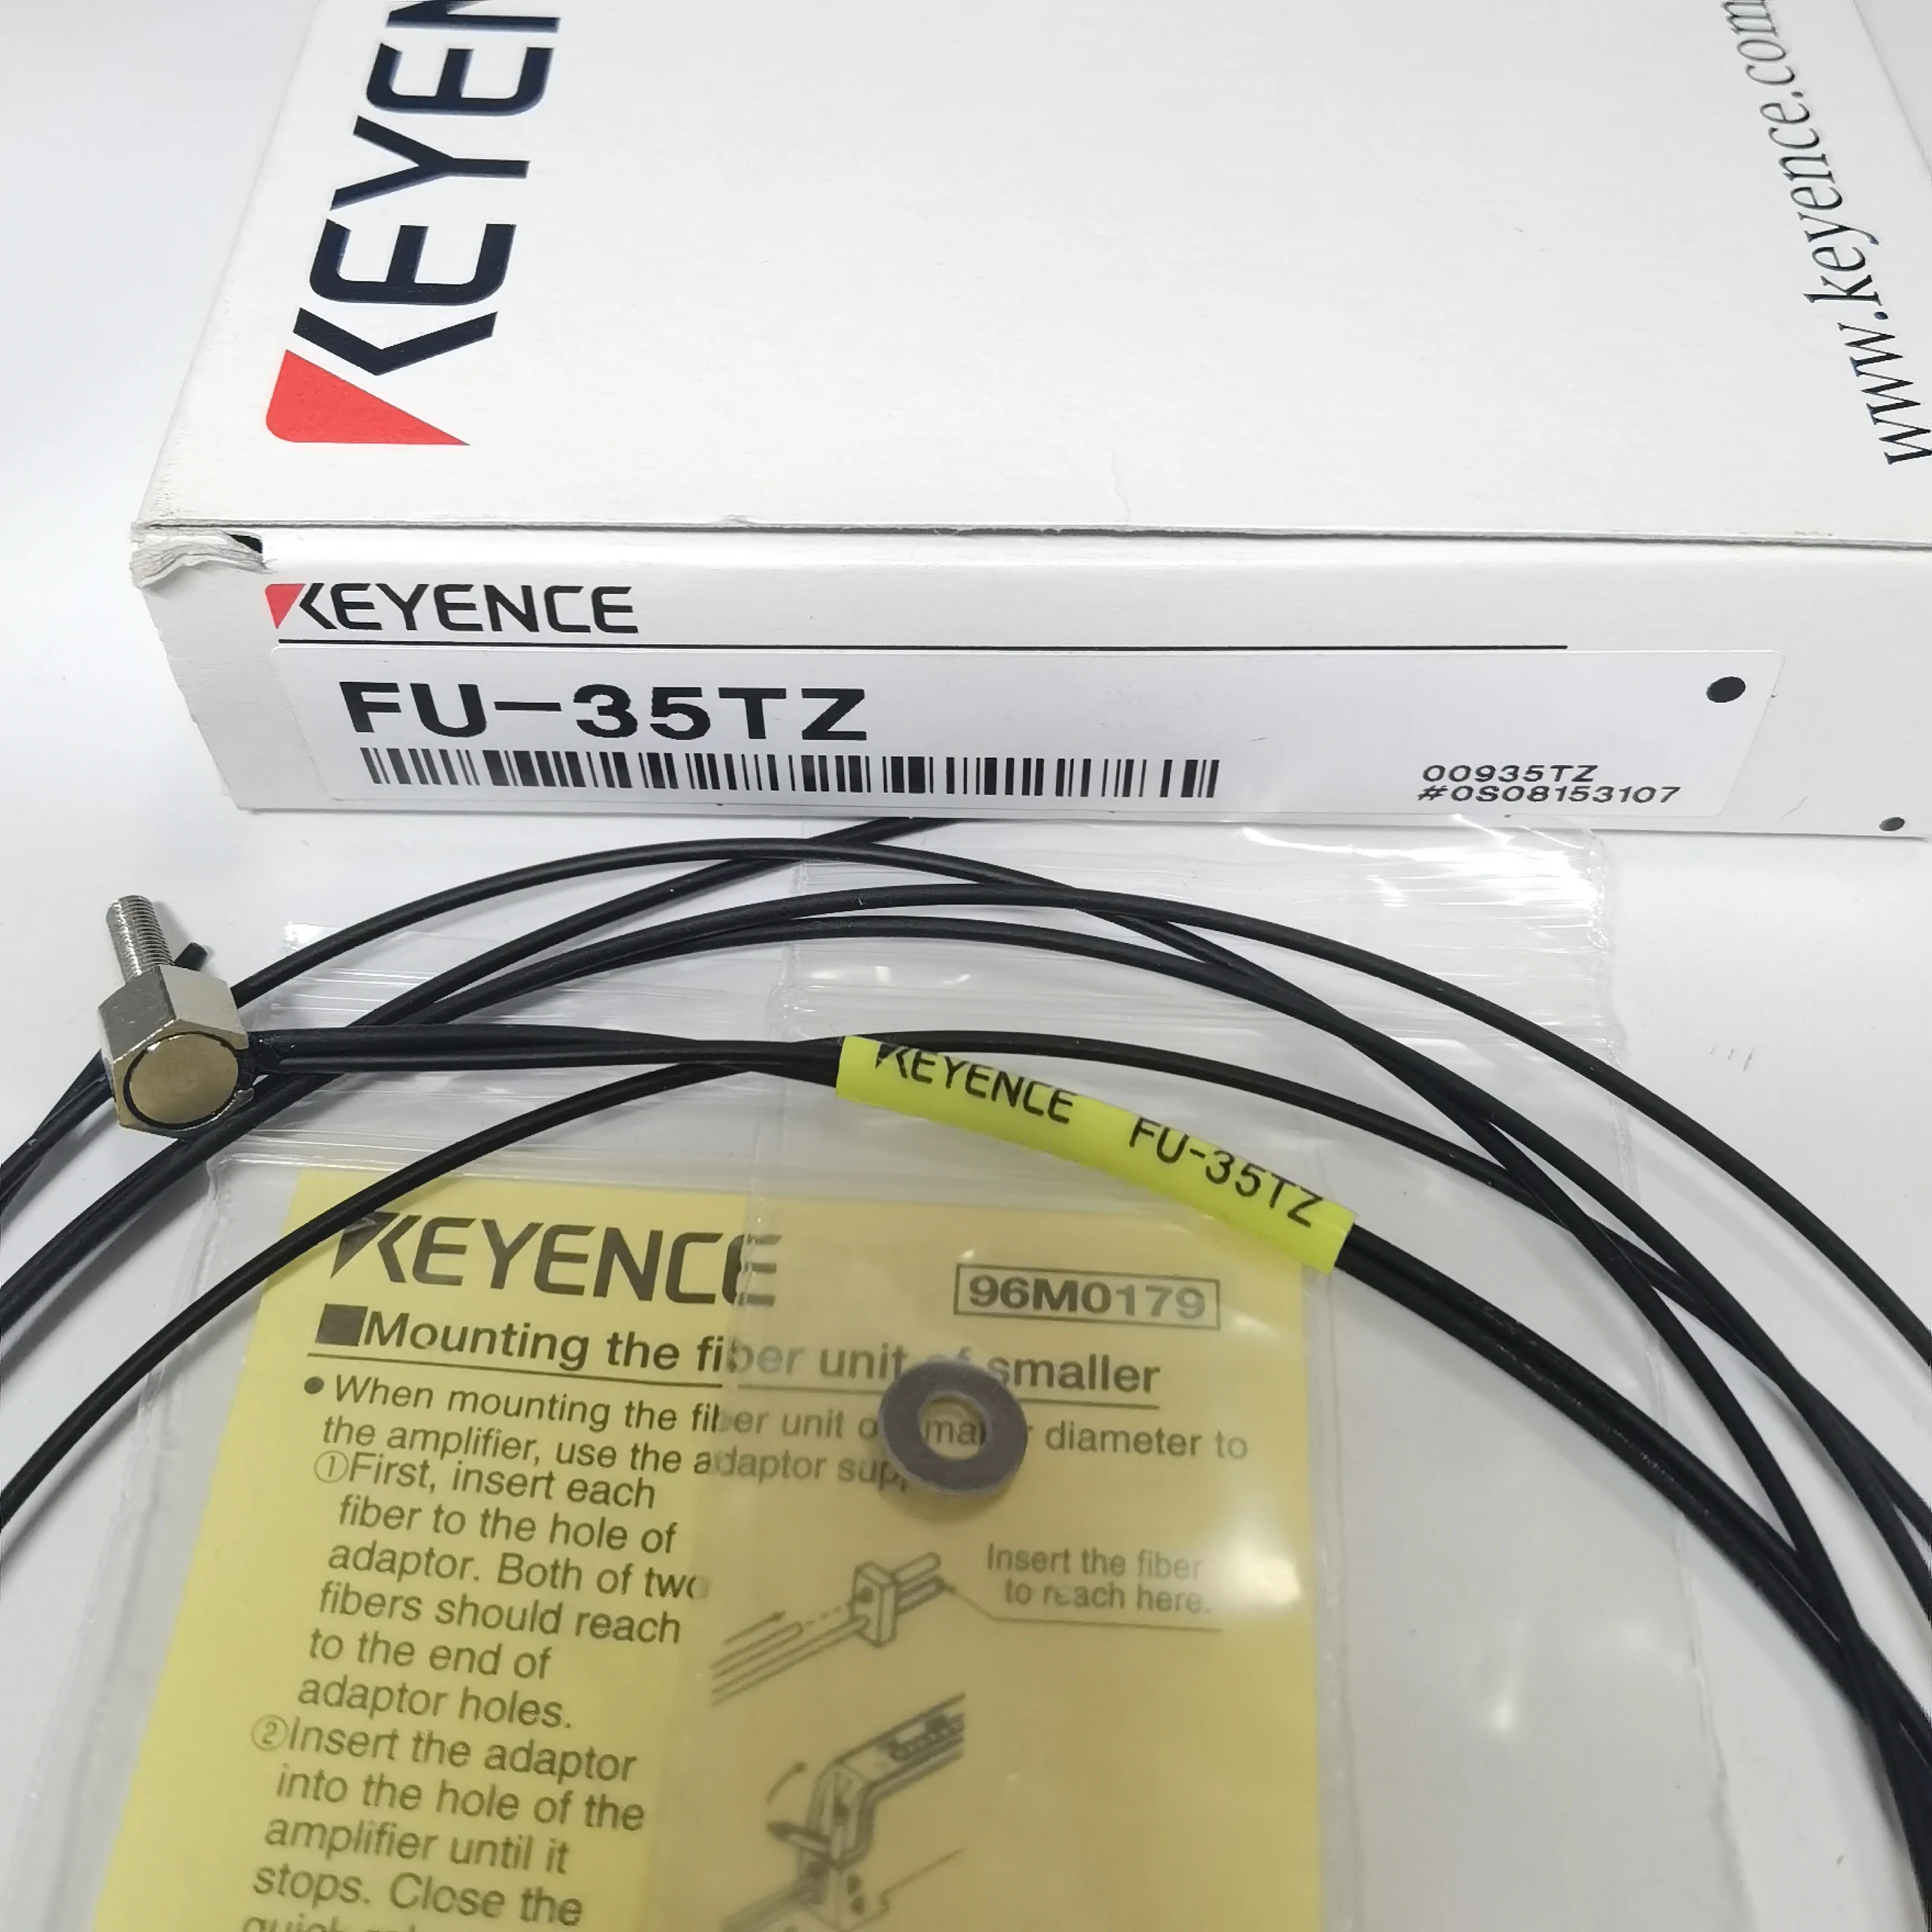 KEYEN
www.keyence.com
KEYENCE
FU-35TZ
00935TZ
#0S08153107
KEYENCE FU-35TZ
KEYENCE
96M0179
■Mounting the fiber unit of smaller
●When mounting the fiber unit of smaller diameter to
the amplifier, use the adaptor
①First, insert each
fiber to the hole of
adaptor. Both of two
fibers should reach
to the end of
adaptor holes.
Insert the fiber
to reach here.
②Insert the adaptor
into the hole of the
amplifier until it
stops. Close the